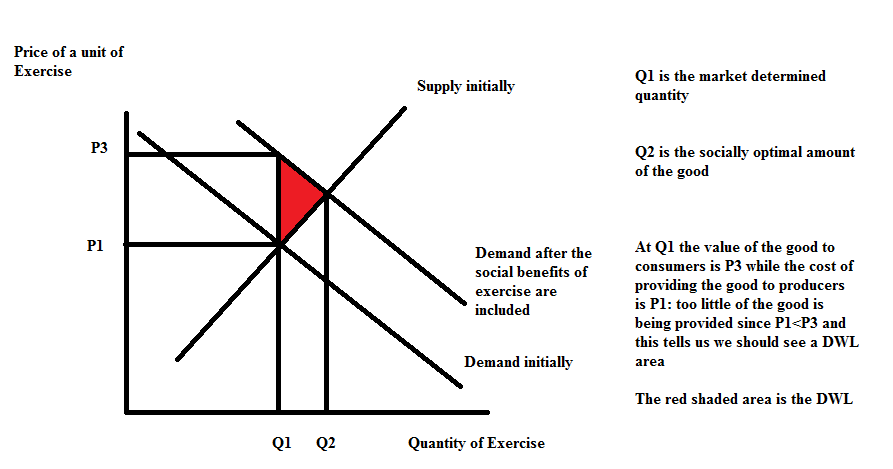 Price of a unit of
Exercise
Supply initially
Q1 is the market determined
quantity
P3
Q2 is the socially optimal amount
of the good
P1
Demand after the
social benefits of
exercise are
included
At Q1 the value of the good to
consumers is P3 while the cost of
providing the good to producers
is P1: too little of the good is
being provided since P1<P3 and
this tells us we should see a DWL
area
Demand initially
The red shaded area is the DWL
Q1
Q2
Quantity of Exercise